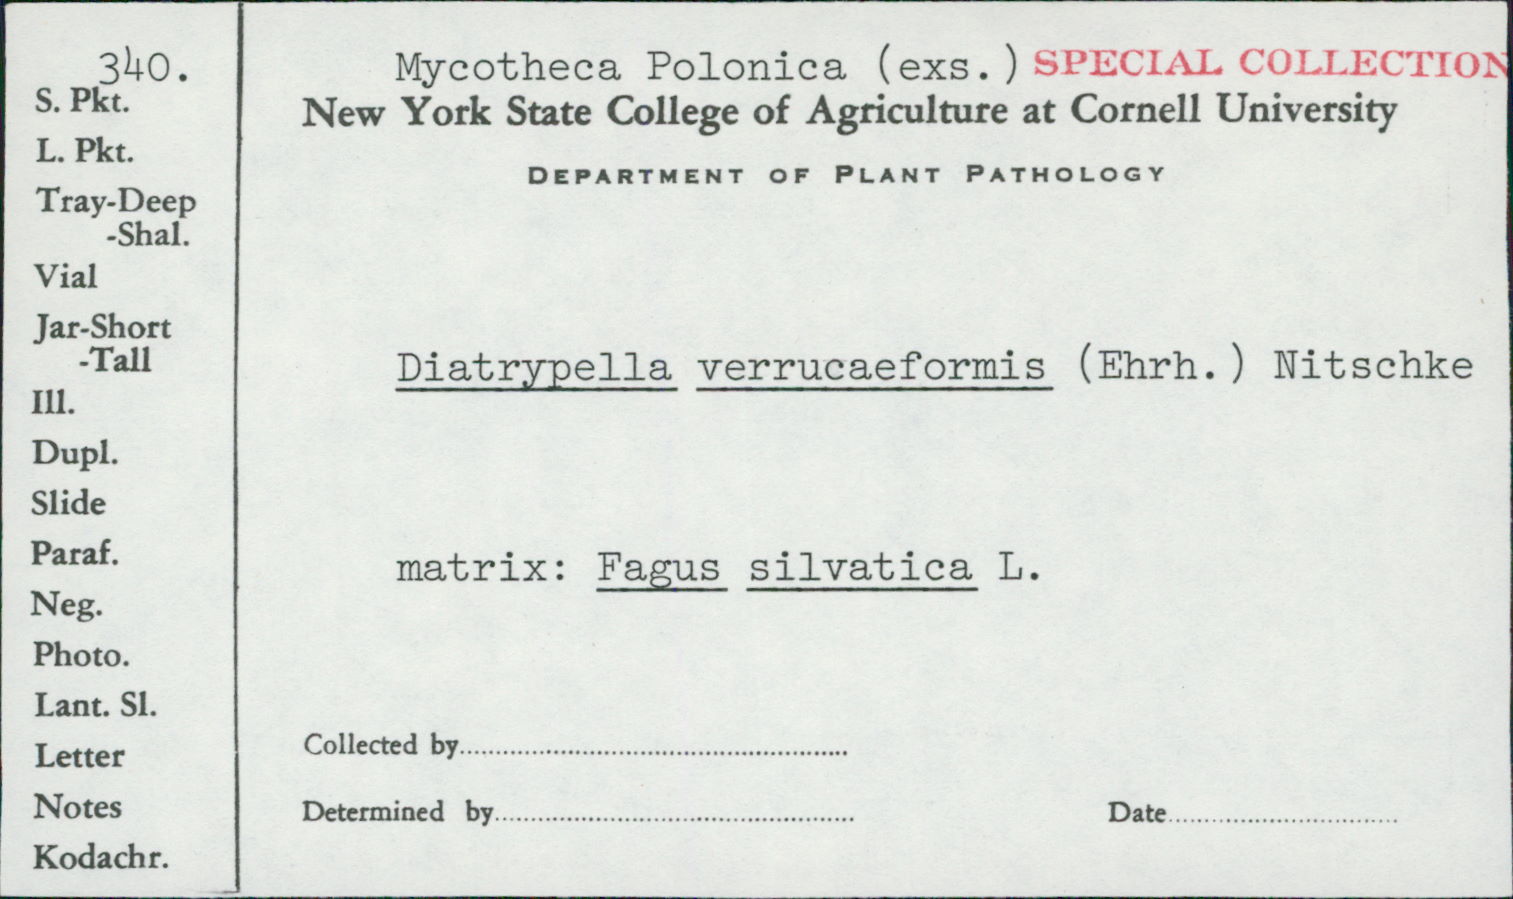 340.
S. Pkt.
L. Pkt.
Tray-Deep
-Shal.
Vial
Jar-Short
-Tall
Ill.
Dupl.
Slide
Paraf.
Neg.
Photo.
Lant. Sl.
Letter
Notes
Kodachr.
Mycotheca Polonica (exs.) SPECIAL COLLECTION
New York State College of Agriculture at Cornell University
DEPARTMENT OF PLANT PATHOLOGY
Diatrypella verrucaeformis (Ehrh.) Nitschke
matrix: Fagus silvatica L.
Collected by
Determined by Date